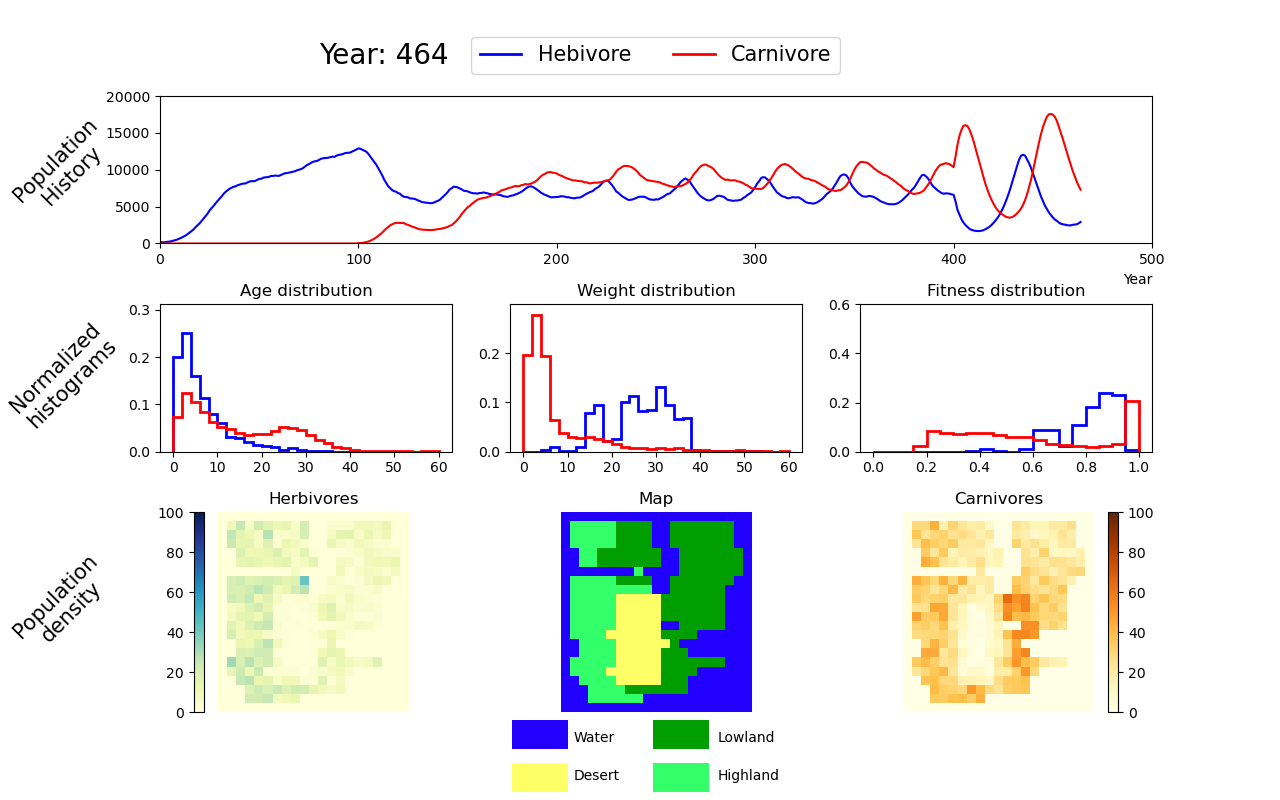 Year: 464
Hebivore
Carnivore
Population
History
20000
15000
10000
5000
0
0 100 200 300 400 500
Year
Normalized
histograms
Age distribution
0.3
0.2
0.1
0.0
0 10 20 30 40 50 60
Weight distribution
0.2
0.1
0.0
0 10 20 30 40 50 60
Fitness distribution
0.6
0.4
0.2
0.0
0.0 0.2 0.4 0.6 0.8 1.0
Population
density
Herbivores
100
80
60
40
20
0
Map
Carnivores
100
80
60
40
20
0
Water
Lowland
Desert
Highland